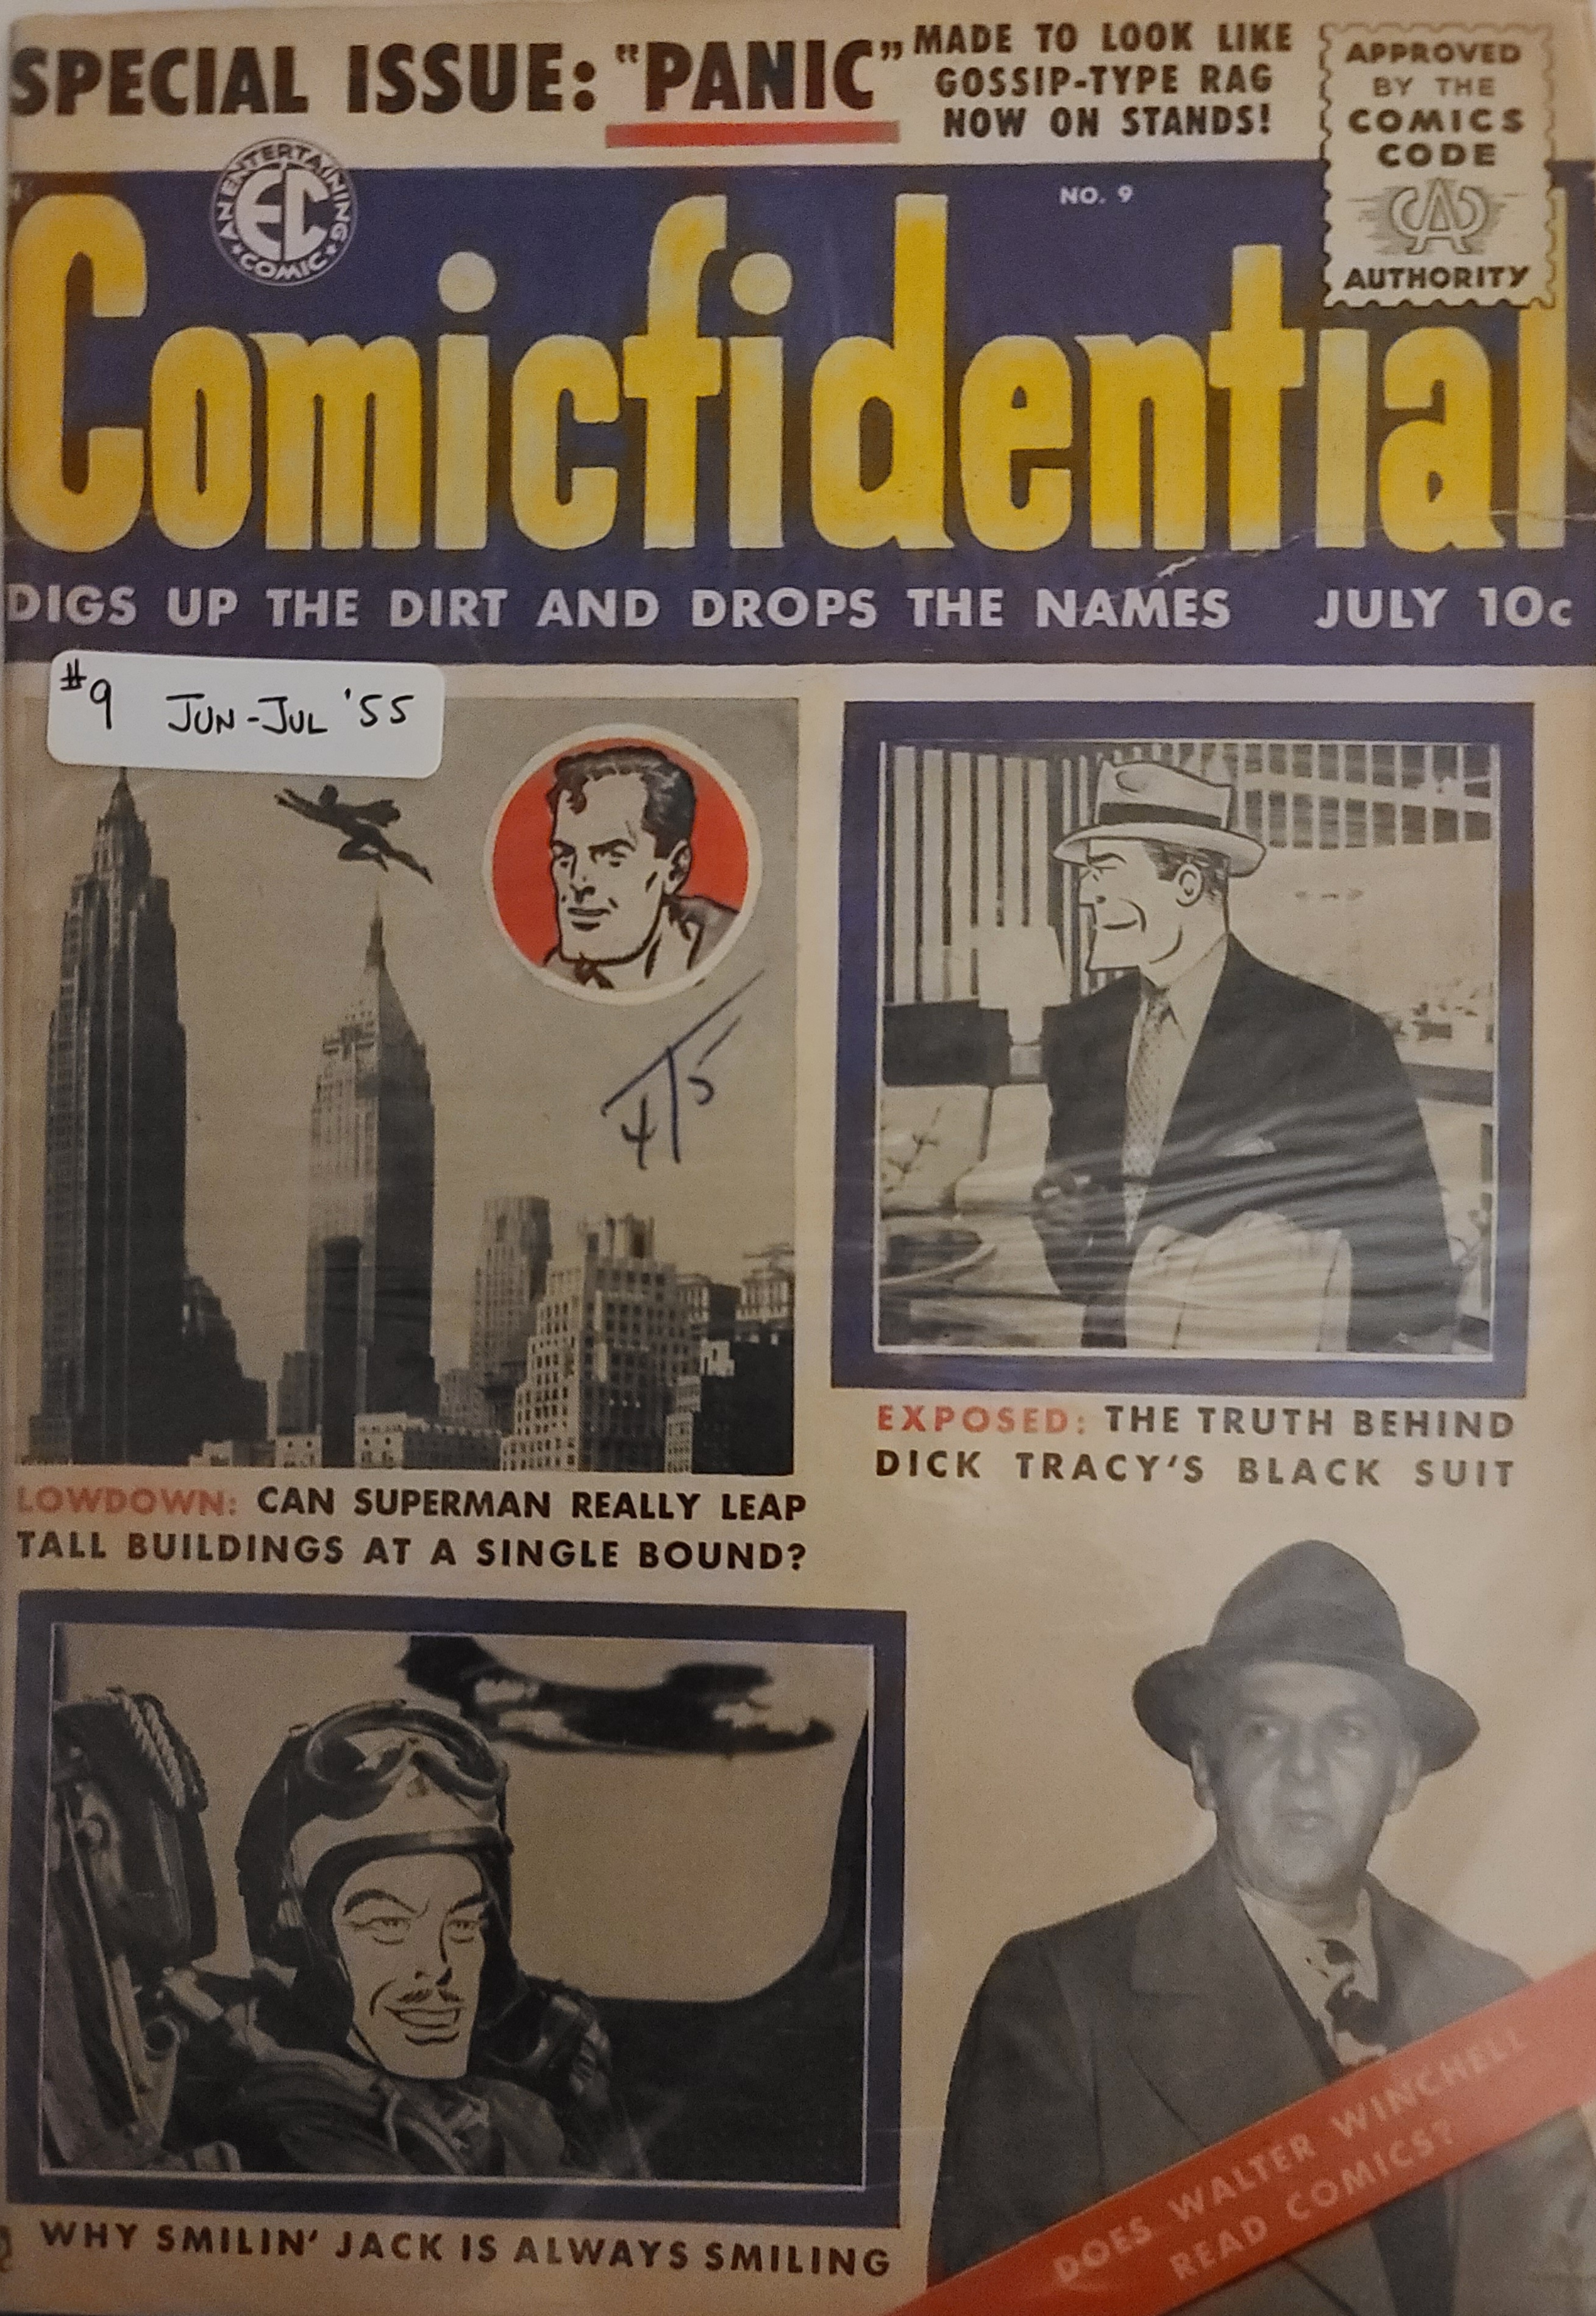 SPECIAL ISSUE: "PANIC"
MADE TO LOOK LIKE
GOSSIP-TYPE RAG
NOW ON STANDS!
APPROVED
BY THE
COMICS
CODE
CA
AUTHORITY
AN ENTERTAINING
EC
COMIC
NO. 9
Comicfidential
DIGS UP THE DIRT AND DROPS THE NAMES JULY 10c
#9 JUN-JUL '55
4 5
EXPOSED: THE TRUTH BEHIND
DICK TRACY'S BLACK SUIT
LOWDOWN: CAN SUPERMAN REALLY LEAP
TALL BUILDINGS AT A SINGLE BOUND?
WHY SMILIN' JACK IS ALWAYS SMILING
DOES WALTER WINCHELL
READ COMICS?